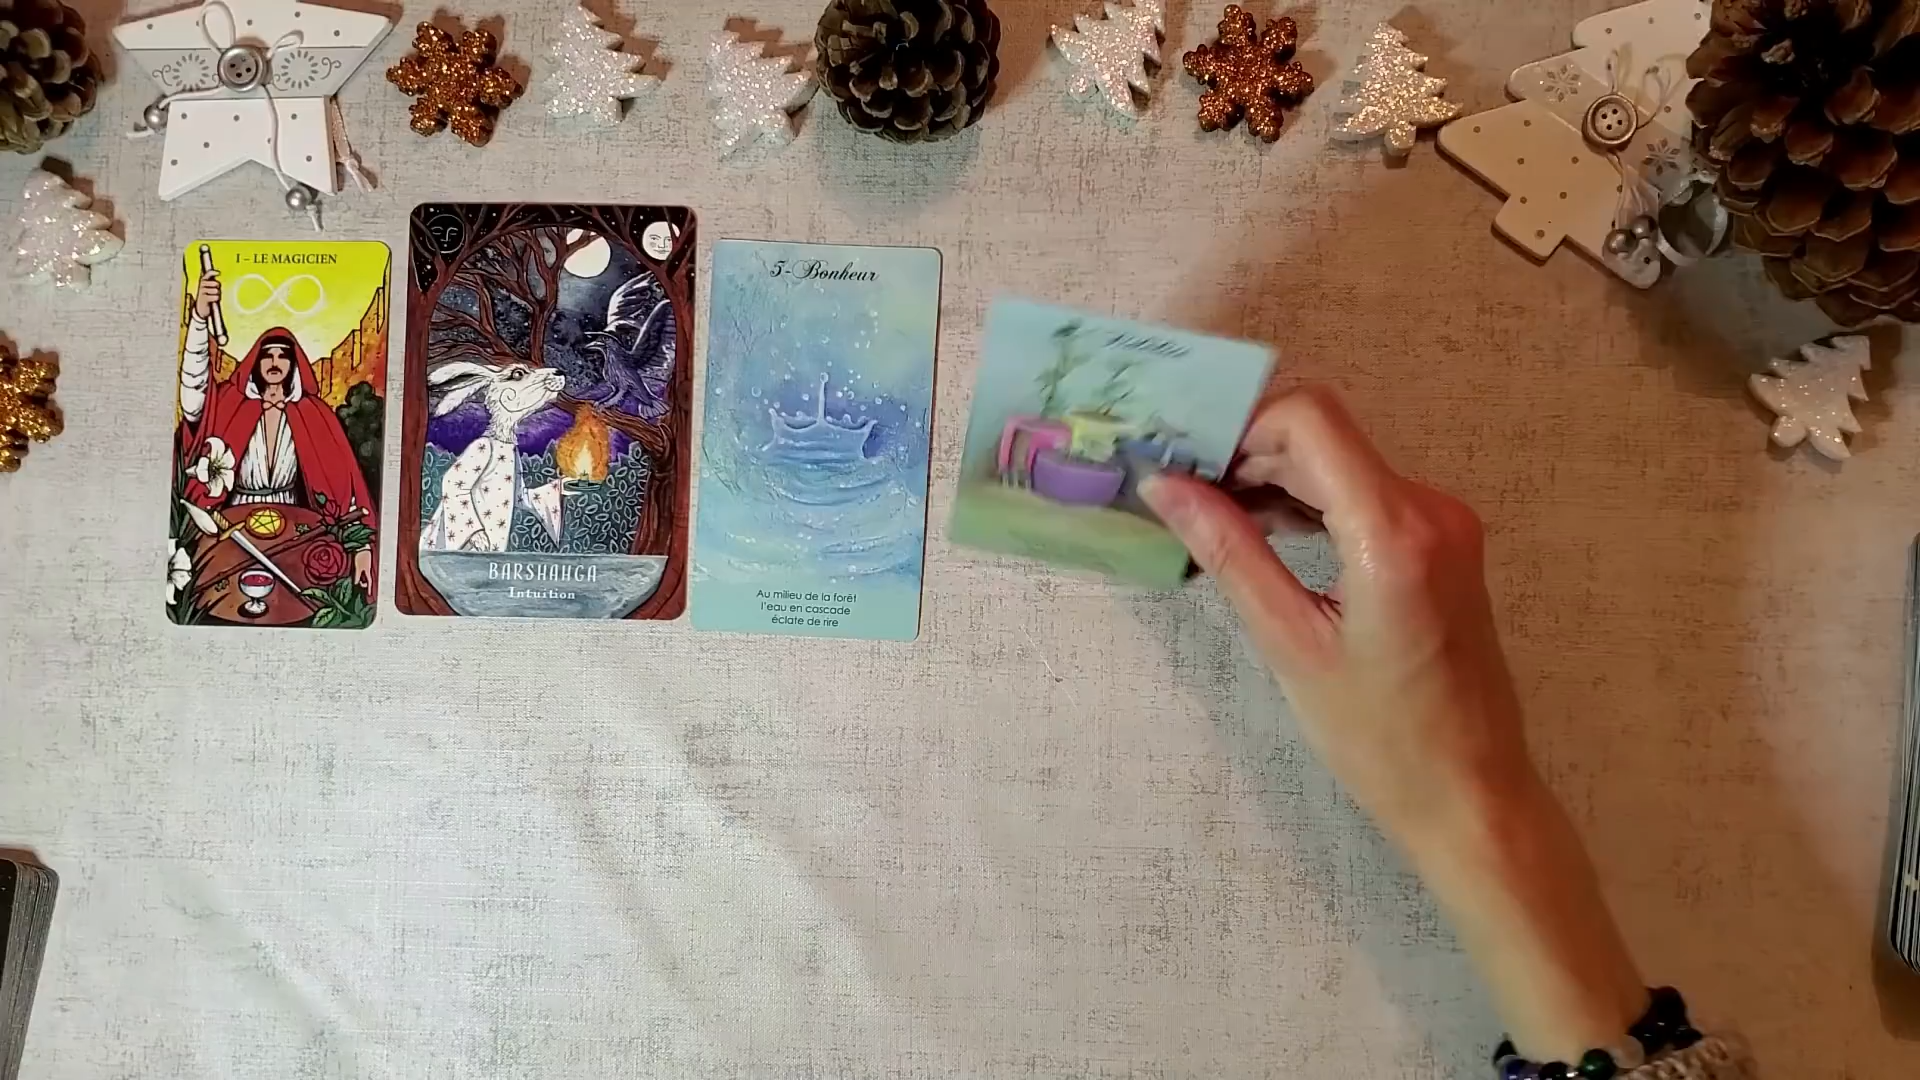 I – LE MAGICIEN
BARSHAHGA
Intuition
5-Bonheur
Au milieu de la forêt
l'eau en cascade
éclate de rire